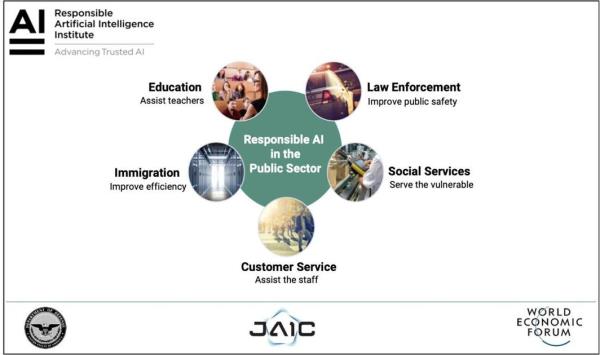 AI
Responsible
Artificial Intelligence
Institute
Advancing Trusted AI
Education
Assist teachers
Law Enforcement
Improve public safety
Responsible AI
in the
Public Sector
Immigration
Improve efficiency
Social Services
Serve the vulnerable
Customer Service
Assist the staff
JAIC
WORLD
ECONOMIC
FORUM